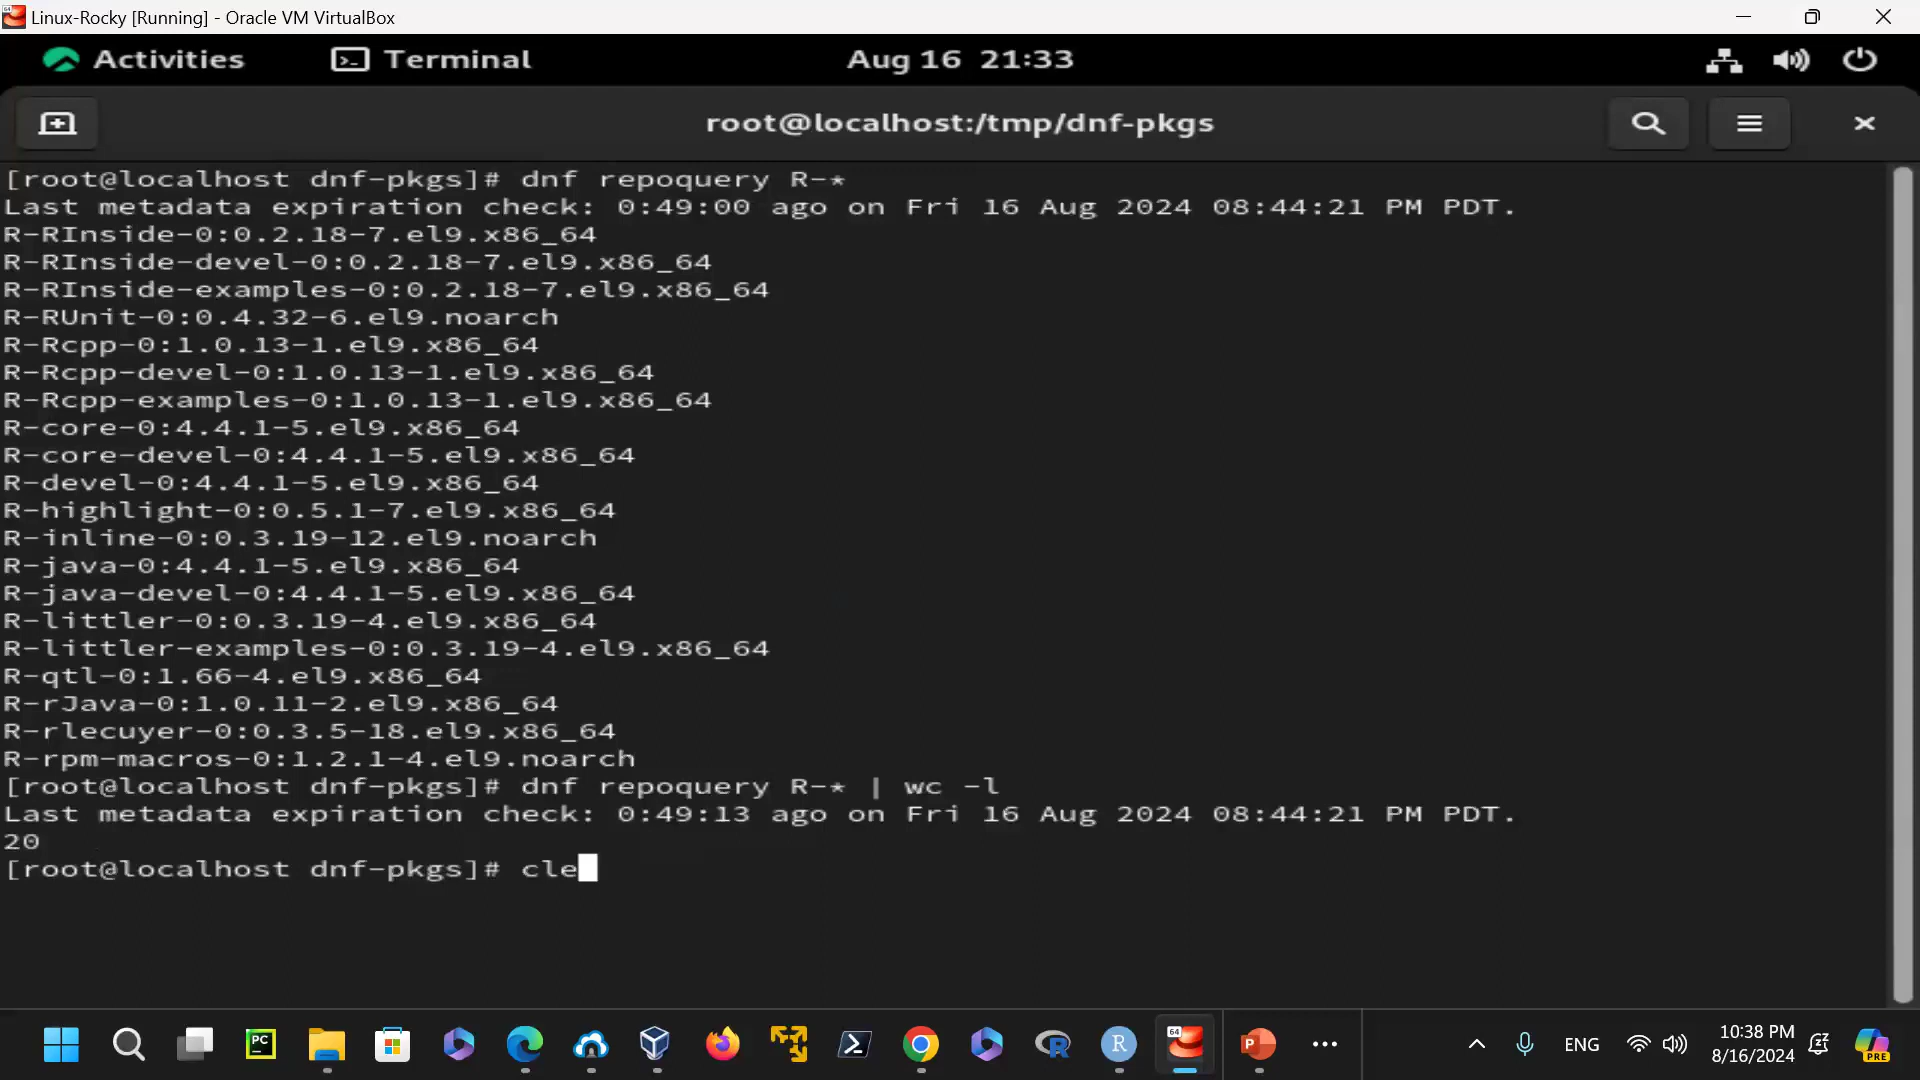 Linux-Rocky [Running] - Oracle VM VirtualBox
Activities Terminal Aug 16 21:33
root@localhost:/tmp/dnf-pkgs
[root@localhost dnf-pkgs]# dnf repoquery R-*
Last metadata expiration check: 0:49:00 ago on Fri 16 Aug 2024 08:44:21 PM PDT.
R-RInside-0:0.2.18-7.el9.x86_64
R-RInside-devel-0:0.2.18-7.el9.x86_64
R-RInside-examples-0:0.2.18-7.el9.x86_64
R-RUnit-0:0.4.32-6.el9.noarch
R-Rcpp-0:1.0.13-1.el9.x86_64
R-Rcpp-devel-0:1.0.13-1.el9.x86_64
R-Rcpp-examples-0:1.0.13-1.el9.x86_64
R-core-0:4.4.1-5.el9.x86_64
R-core-devel-0:4.4.1-5.el9.x86_64
R-devel-0:4.4.1-5.el9.x86_64
R-highlight-0:0.5.1-7.el9.x86_64
R-inline-0:0.3.19-12.el9.noarch
R-java-0:4.4.1-5.el9.x86_64
R-java-devel-0:4.4.1-5.el9.x86_64
R-littler-0:0.3.19-4.el9.x86_64
R-littler-examples-0:0.3.19-4.el9.x86_64
R-qtl-0:1.66-4.el9.x86_64
R-rJava-0:1.0.11-2.el9.x86_64
R-rlecuyer-0:0.3.5-18.el9.x86_64
R-rpm-macros-0:1.2.1-4.el9.noarch
[root@localhost dnf-pkgs]# dnf repoquery R-* | wc -l
Last metadata expiration check: 0:49:13 ago on Fri 16 Aug 2024 08:44:21 PM PDT.
20
[root@localhost dnf-pkgs]# cle
PC
R
R
64
P
ENG
10:38 PM
8/16/2024
PRE